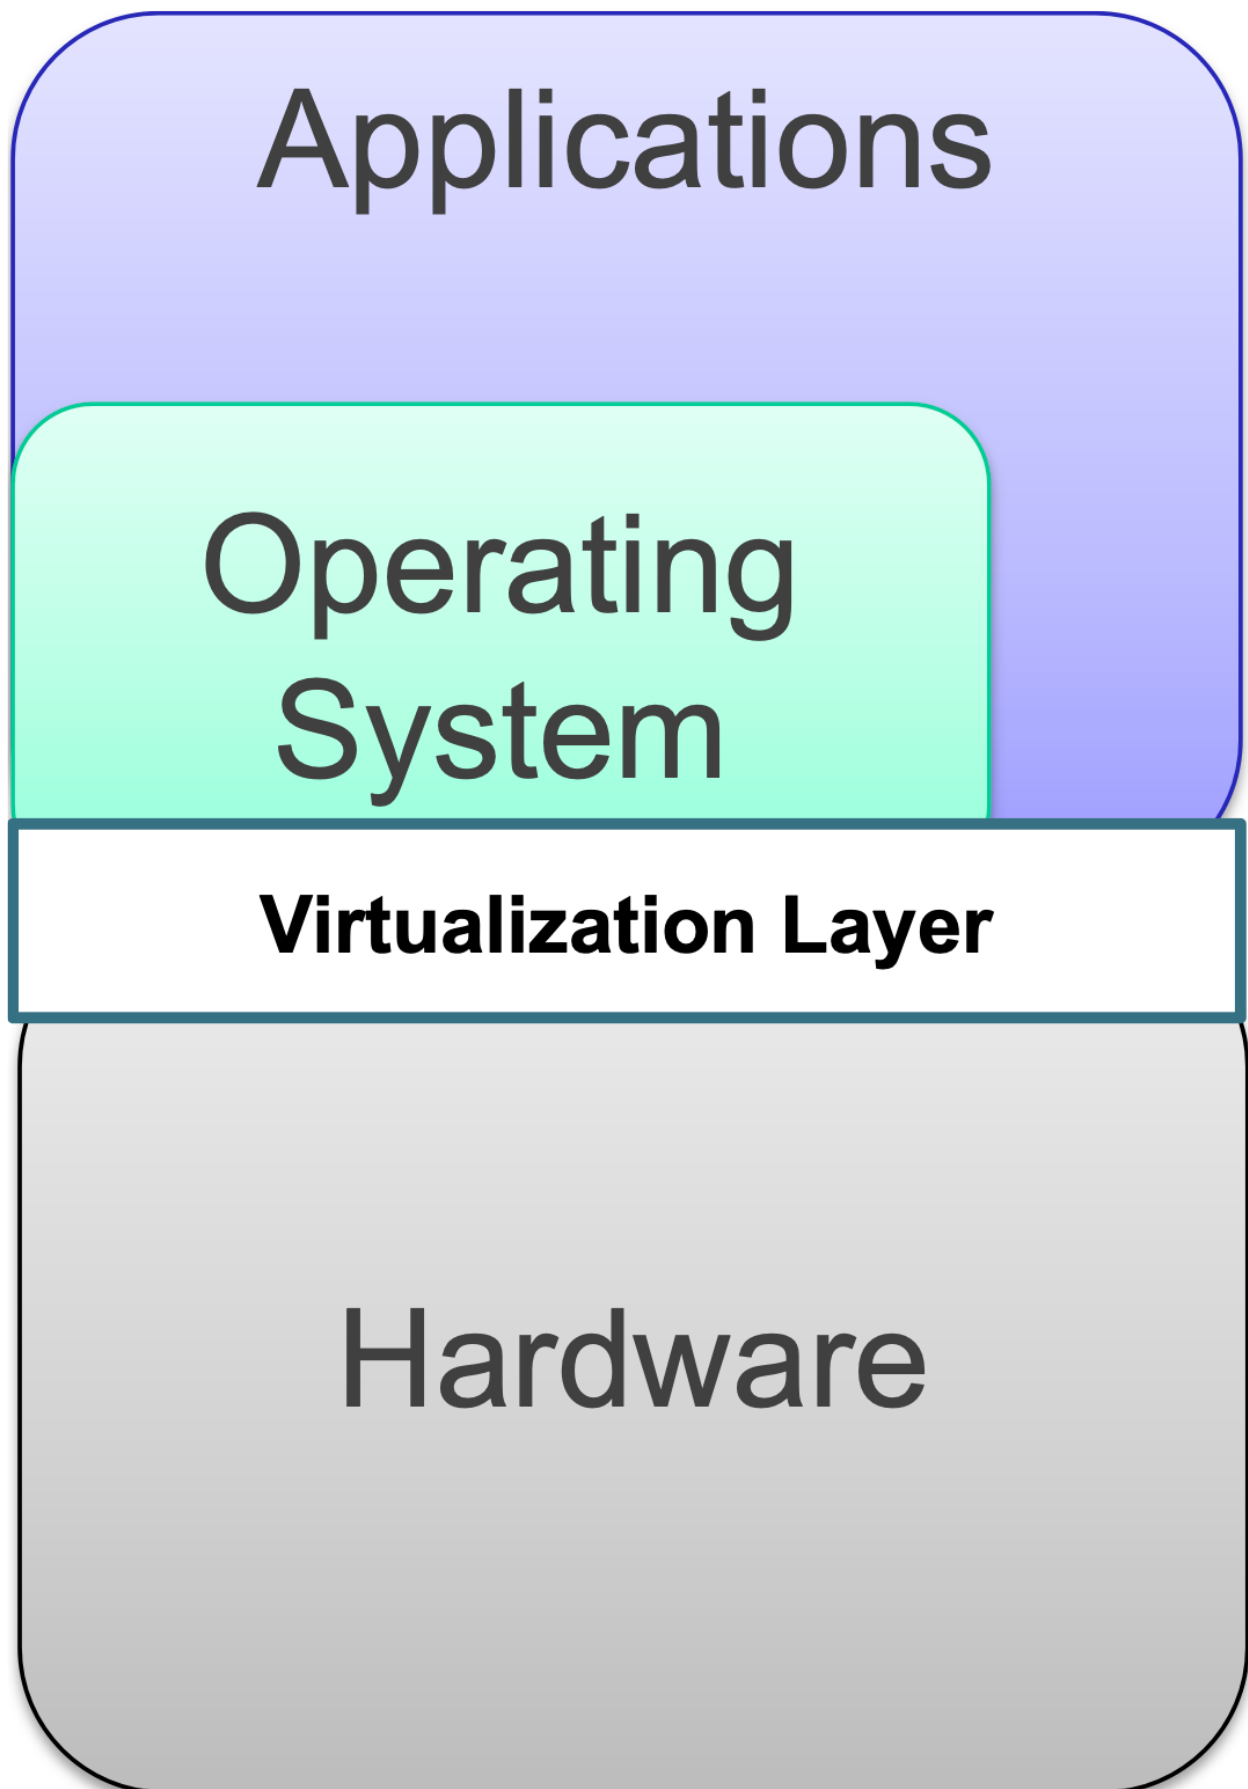 Applications
Operating
System
Virtualization Layer
Hardware